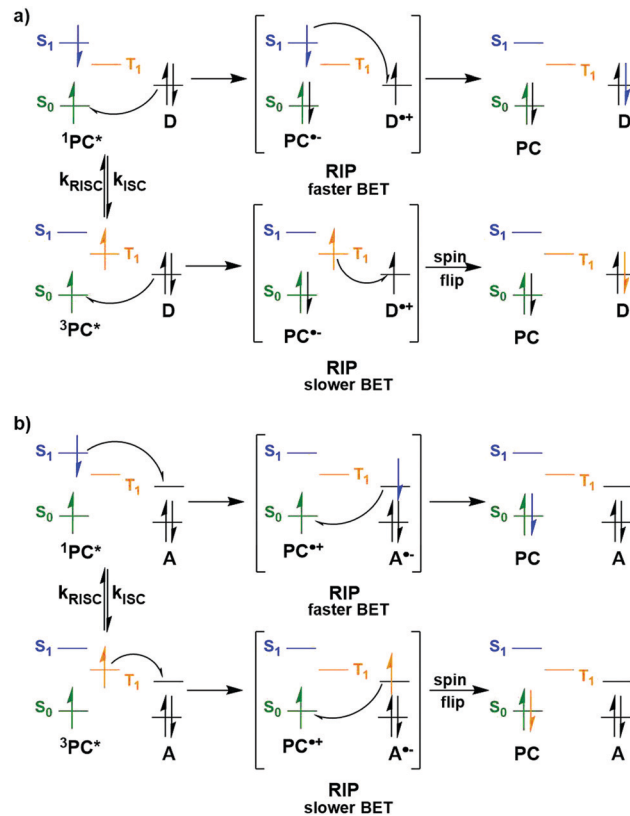 a)
S₁ T₁ S₀ D
¹PC*
S₁ T₁ PC•- D•+
RIP
faster BET
S₁ T₁ S₀ PC D
kRISC kISC
S₁ T₁ S₀ D
³PC*
S₁ T₁ S₀ PC•- D•+
RIP
slower BET
spin
flip
S₁ T₁ S₀ PC D
b)
S₁ T₁ S₀ A
¹PC*
S₁ T₁ S₀ PC•+ A•-
RIP
faster BET
S₁ T₁ S₀ PC A
kRISC kISC
S₁ T₁ S₀ A
³PC*
S₁ T₁ S₀ PC•+ A•-
RIP
slower BET
spin
flip
S₁ T₁ S₀ PC A